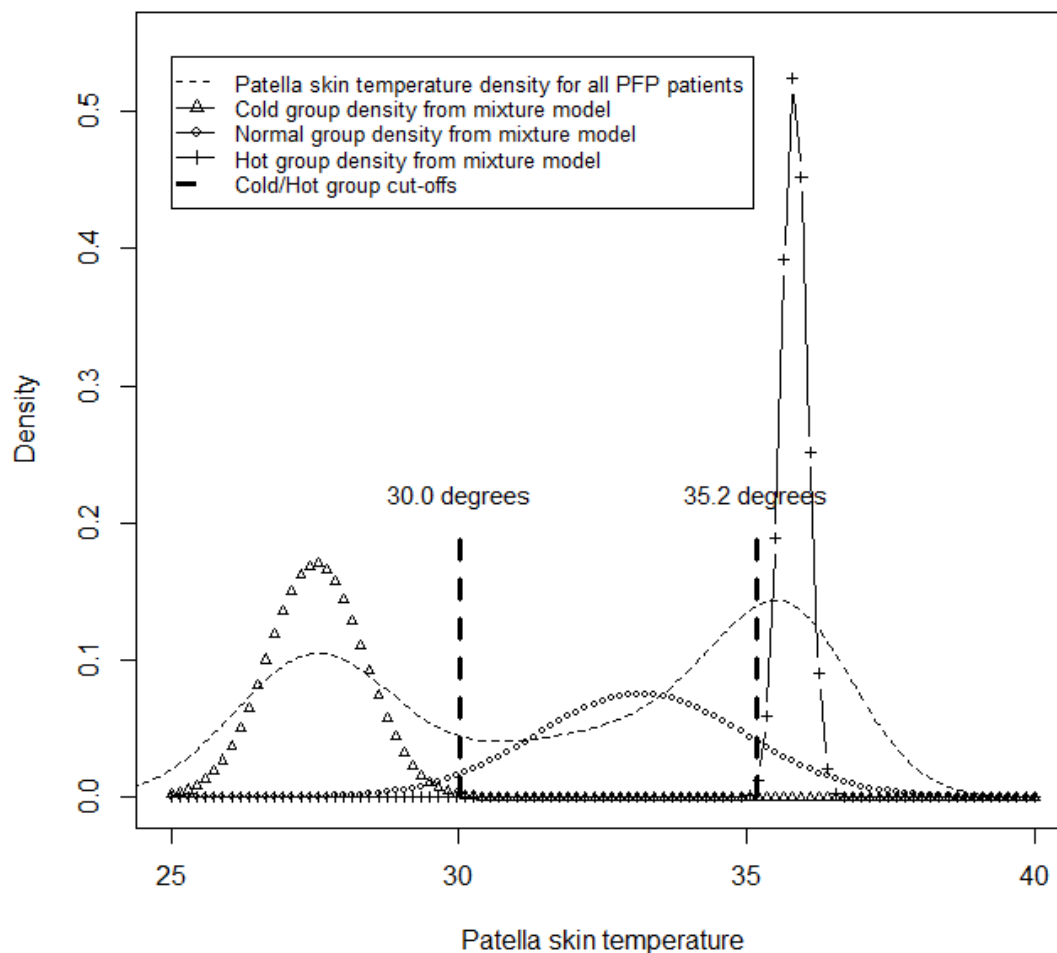 Patella skin temperature density for all PFP patients
Cold group density from mixture model
Normal group density from mixture model
Hot group density from mixture model
Cold/Hot group cut-offs
0.5
0.4
0.3
0.2
0.1
0.0
Density
30.0 degrees
35.2 degrees
25
30
35
40
Patella skin temperature